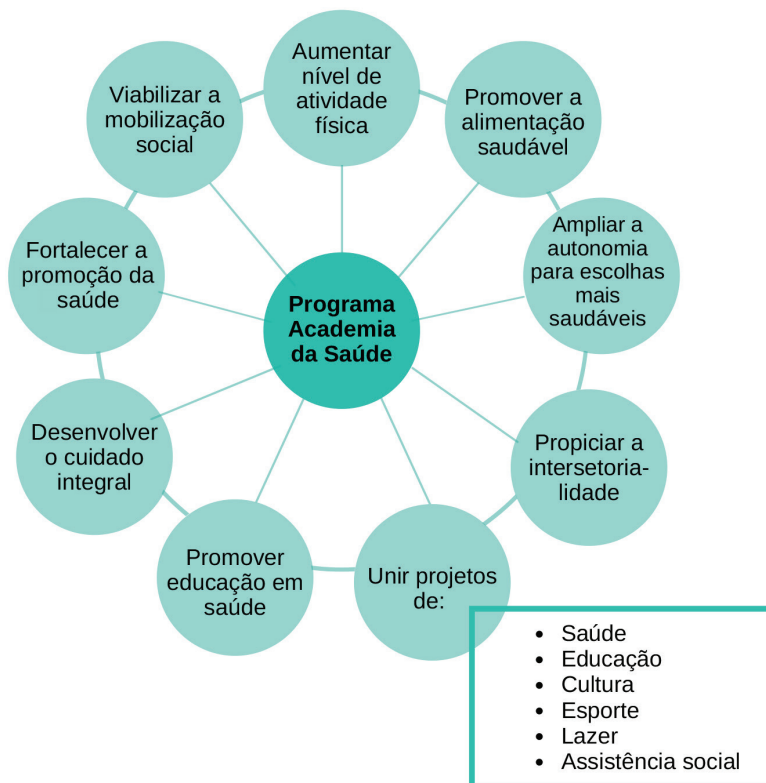 Aumentar
nível de
atividade
física
Promover a
alimentação
saudável
Ampliar a
autonomia
para escolhas
mais
saudáveis
Propiciar a
intersetoria-
lidade
Unir projetos
de:
• Saúde
• Educação
• Cultura
• Esporte
• Lazer
• Assistência social
Promover
educação em
saúde
Desenvolver
o cuidado
integral
Fortalecer a
promoção da
saúde
Viabilizar a
mobilização
social
Programa
Academia
da Saúde